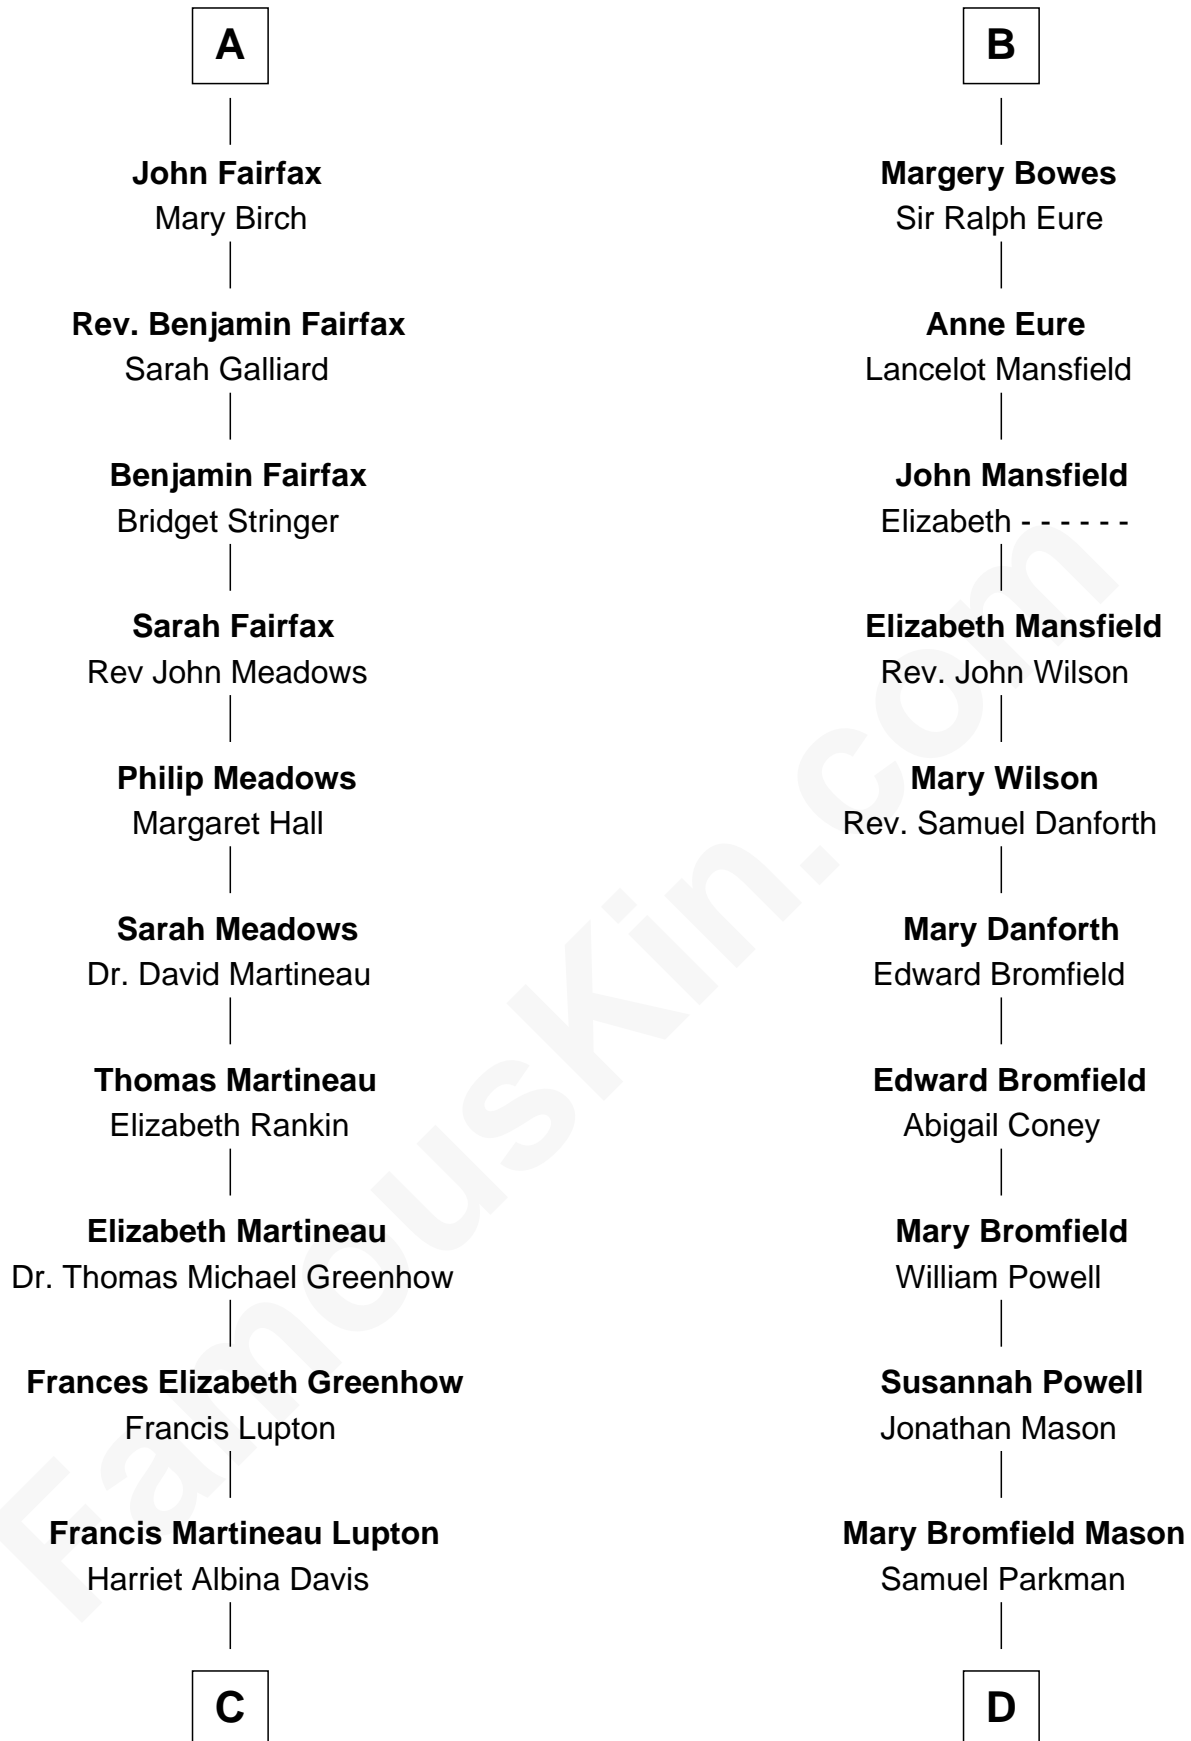 A
John Fairfax
Mary Birch
Rev. Benjamin Fairfax
Sarah Galliard
Benjamin Fairfax
Bridget Stringer
Sarah Fairfax
Rev John Meadows
Philip Meadows
Margaret Hall
Sarah Meadows
Dr. David Martineau
Thomas Martineau
Elizabeth Rankin
Elizabeth Martineau
Dr. Thomas Michael Greenhow
Frances Elizabeth Greenhow
Francis Lupton
Francis Martineau Lupton
Harriet Albina Davis
C
B
Margery Bowes
Sir Ralph Eure
Anne Eure
Lancelot Mansfield
John Mansfield
Elizabeth - - - - - -
Elizabeth Mansfield
Rev. John Wilson
Mary Wilson
Rev. Samuel Danforth
Mary Danforth
Edward Bromfield
Edward Bromfield
Abigail Coney
Mary Bromfield
William Powell
Susannah Powell
Jonathan Mason
Mary Bromfield Mason
Samuel Parkman
D
FamousKin.com